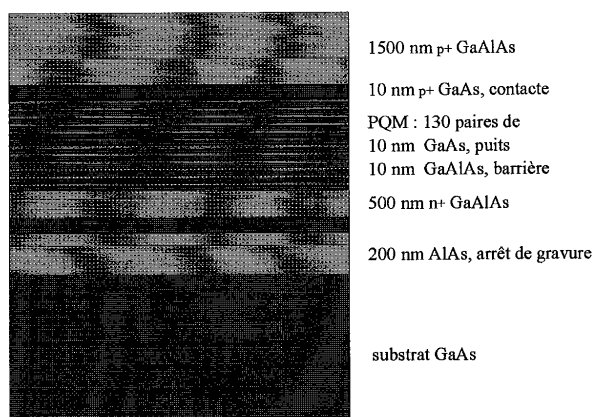 1500 nm p+ GaAlAs
10 nm p+ GaAs, contacte
PQM : 130 paires de
10 nm GaAs, puits
10 nm GaAlAs, barrière
500 nm n+ GaAlAs
200 nm AlAs, arrêt de gravure
substrat GaAs